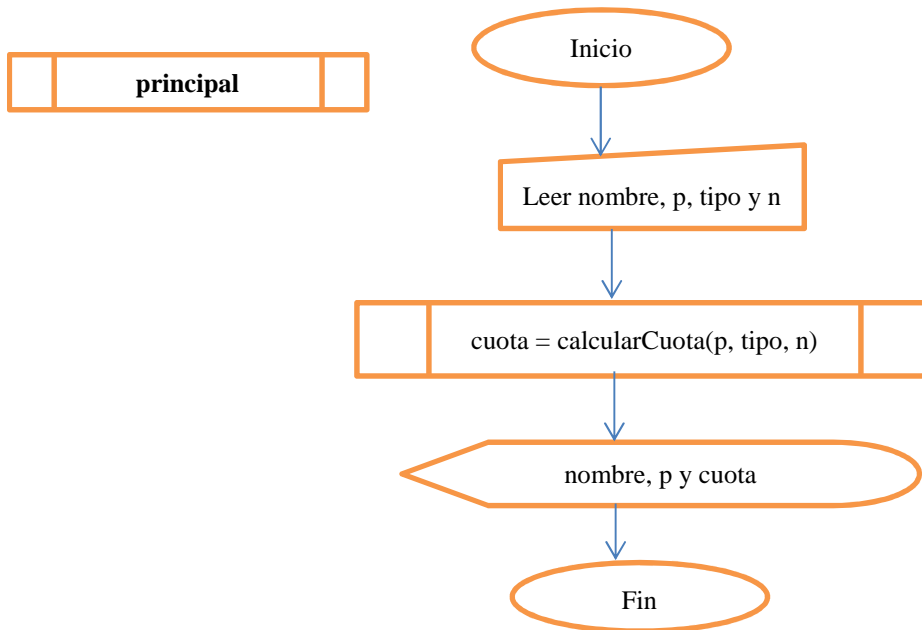 Inicio
principal
Leer nombre, p, tipo y n
cuota = calcularCuota(p, tipo, n)
nombre, p y cuota
Fin